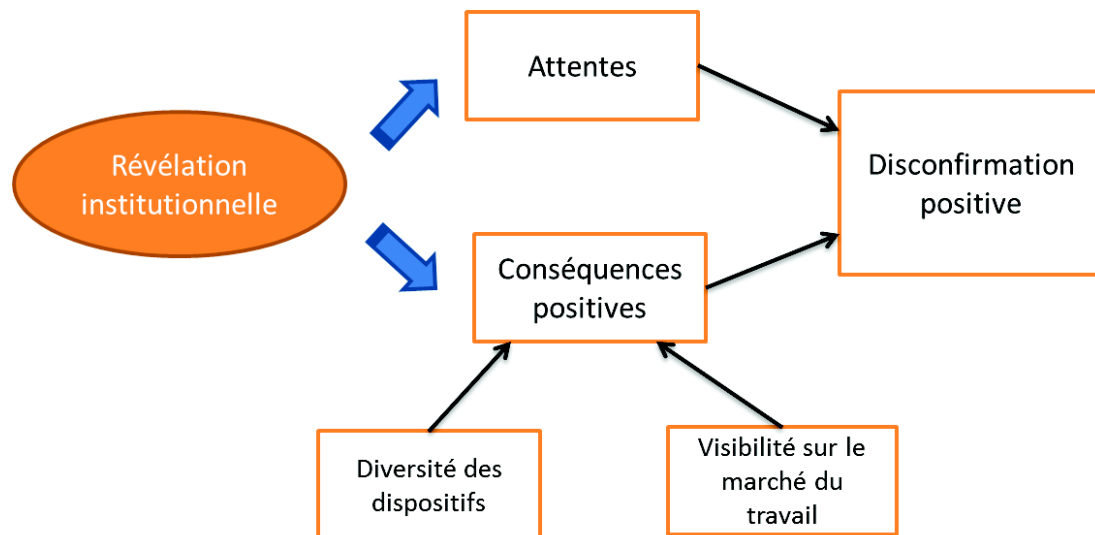 Attentes
Révélation
institutionnelle
Disconfirmation
positive
Conséquences
positives
Diversité des
dispositifs
Visibilité sur le
marché du
travail